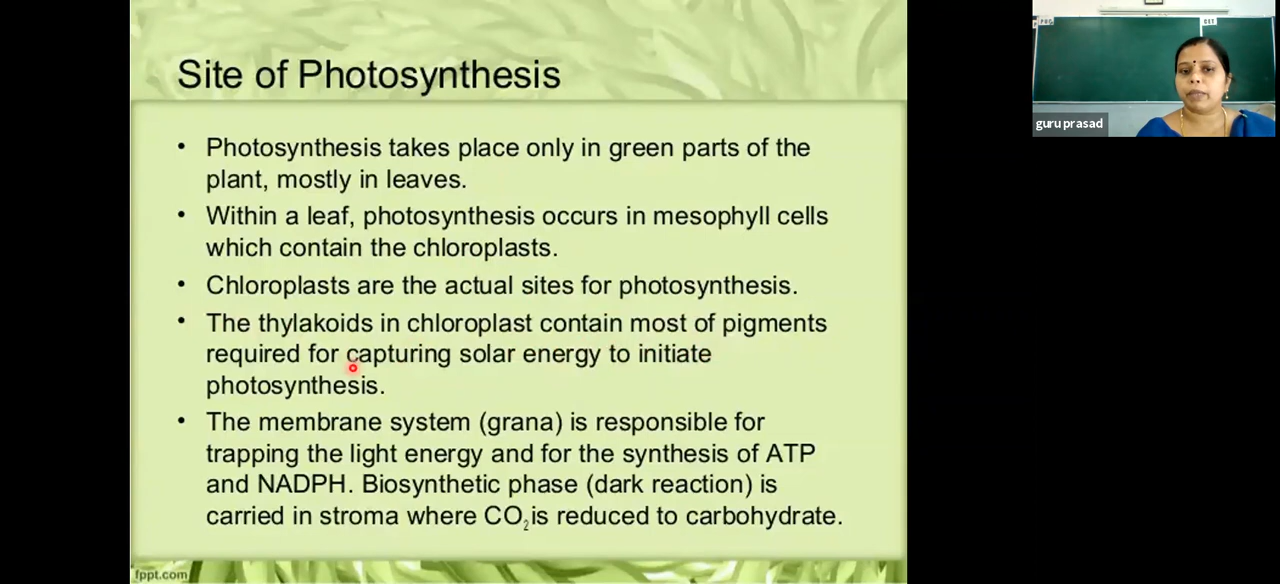 Site of Photosynthesis
• Photosynthesis takes place only in green parts of the
plant, mostly in leaves.
• Within a leaf, photosynthesis occurs in mesophyll cells
which contain the chloroplasts.
• Chloroplasts are the actual sites for photosynthesis.
• The thylakoids in chloroplast contain most of pigments
required for capturing solar energy to initiate
photosynthesis.
• The membrane system (grana) is responsible for
trapping the light energy and for the synthesis of ATP
and NADPH. Biosynthetic phase (dark reaction) is
carried in stroma where CO₂ is reduced to carbohydrate.
fppt.com
guru prasad